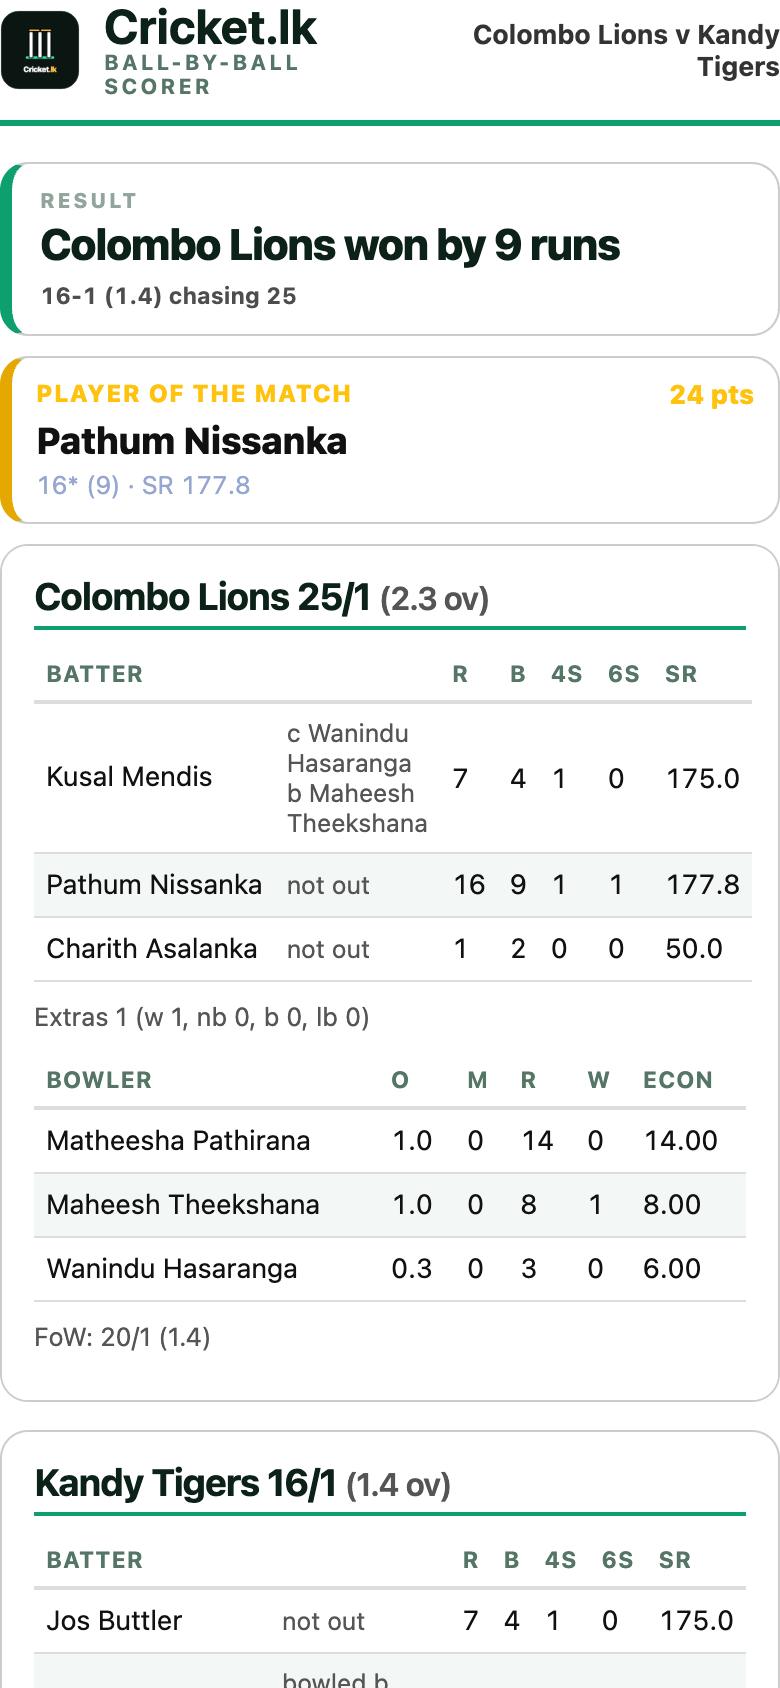 Cricket.lk
Cricket.lk
BALL-BY-BALL
SCORER
Colombo Lions v Kandy
Tigers
RESULT
Colombo Lions won by 9 runs
16-1 (1.4) chasing 25
PLAYER OF THE MATCH 24 pts
Pathum Nissanka
16* (9) · SR 177.8
Colombo Lions 25/1 (2.3 ov)
BATTER R B 4S 6S SR
Kusal Mendis c Wanindu Hasaranga b Maheesh Theekshana 7 4 1 0 175.0
Pathum Nissanka not out 16 9 1 1 177.8
Charith Asalanka not out 1 2 0 0 50.0
Extras 1 (w 1, nb 0, b 0, lb 0)
BOWLER O M R W ECON
Matheesha Pathirana 1.0 0 14 0 14.00
Maheesh Theekshana 1.0 0 8 1 8.00
Wanindu Hasaranga 0.3 0 3 0 6.00
FoW: 20/1 (1.4)
Kandy Tigers 16/1 (1.4 ov)
BATTER R B 4S 6S SR
Jos Buttler not out 7 4 1 0 175.0
bowled b